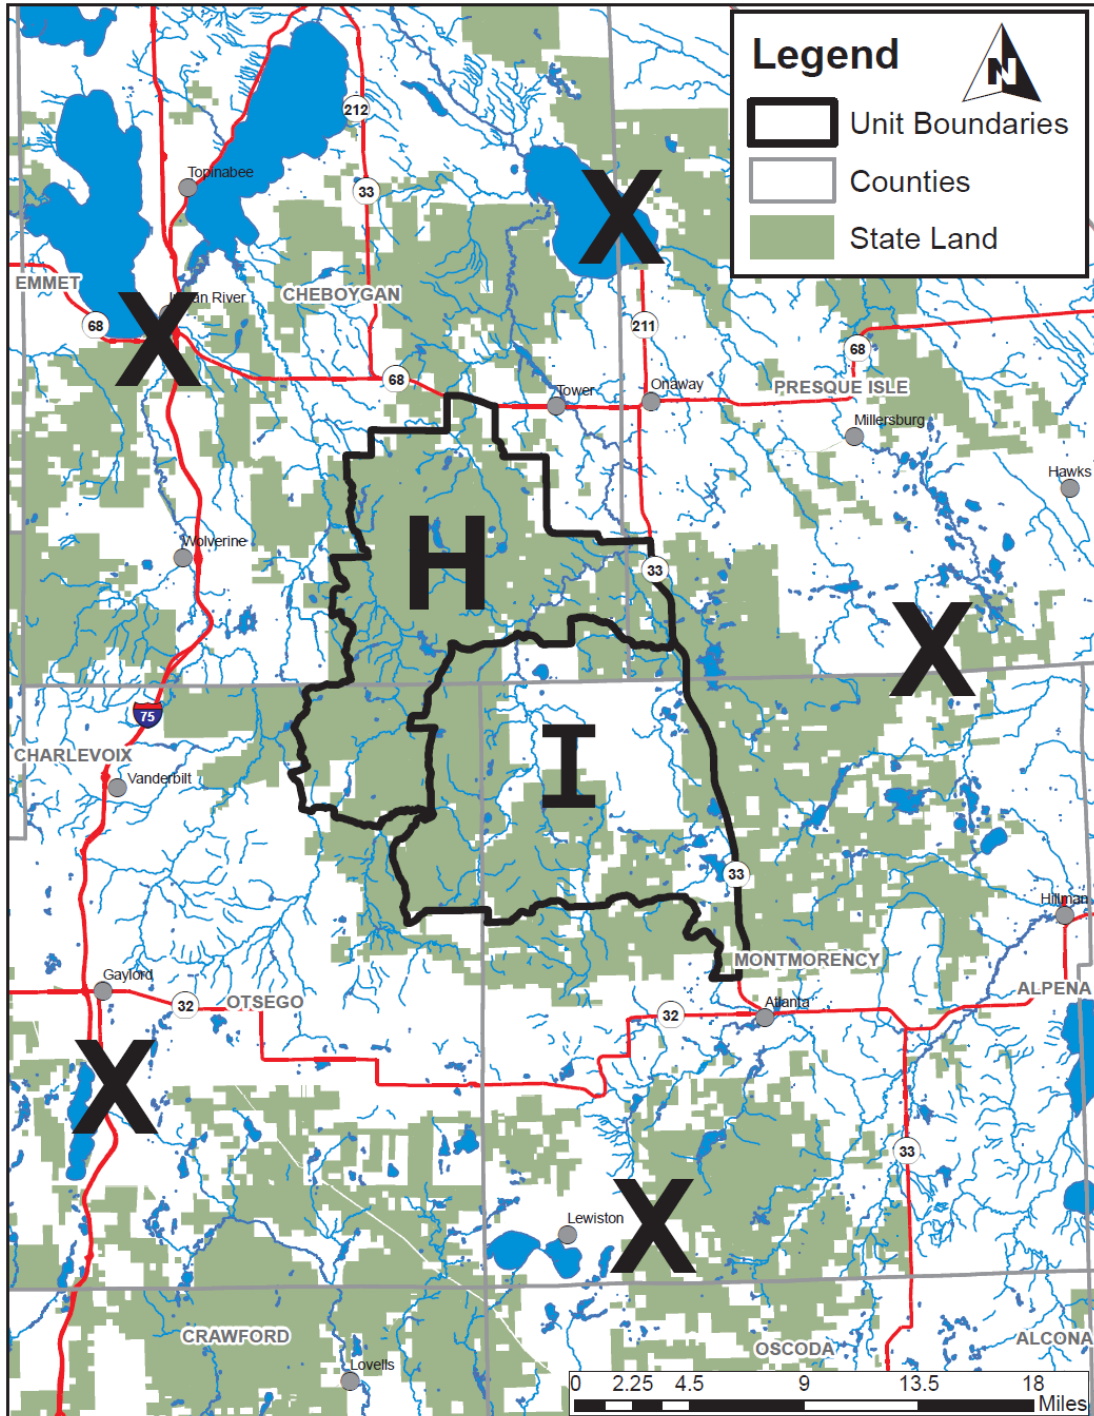 Legend
N
Unit Boundaries
Counties
State Land
212
Topinabee
33
X
EMMET
CHEBOYGAN
68
X
211
68
68
Tower
Onaway
PRESQUE ISLE
Millersburg
Hawks
H
Wolverine
33
X
75
I
CHARLEVOIX
Vanderbilt
33
Hillman
MONTMORENCY
Gaylord
ALPENA
32
OTSEGO
32
Atlanta
X
33
Lewiston
X
CRAWFORD
OSCODA
ALCONA
Lovells
0 2.25 4.5 9 13.5 18
Miles